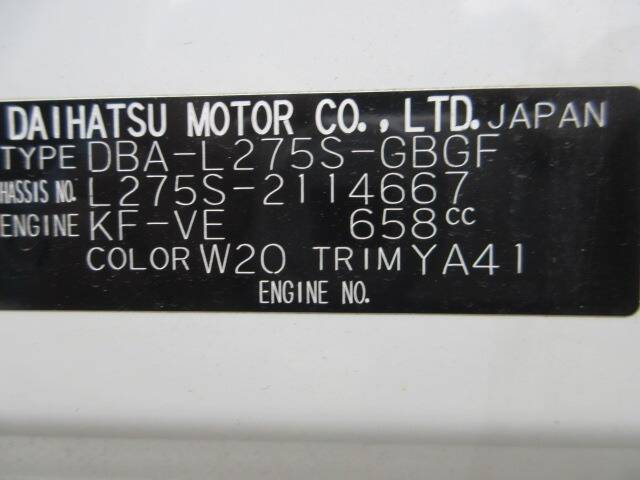 DAIHATSU MOTOR CO., LTD. JAPAN
TYPE DBA-L275S-GBGF
CHASSIS NO. L275S-2114667
ENGINE KF-VE 658cc
COLOR W20 TRIM YA41
ENGINE NO.